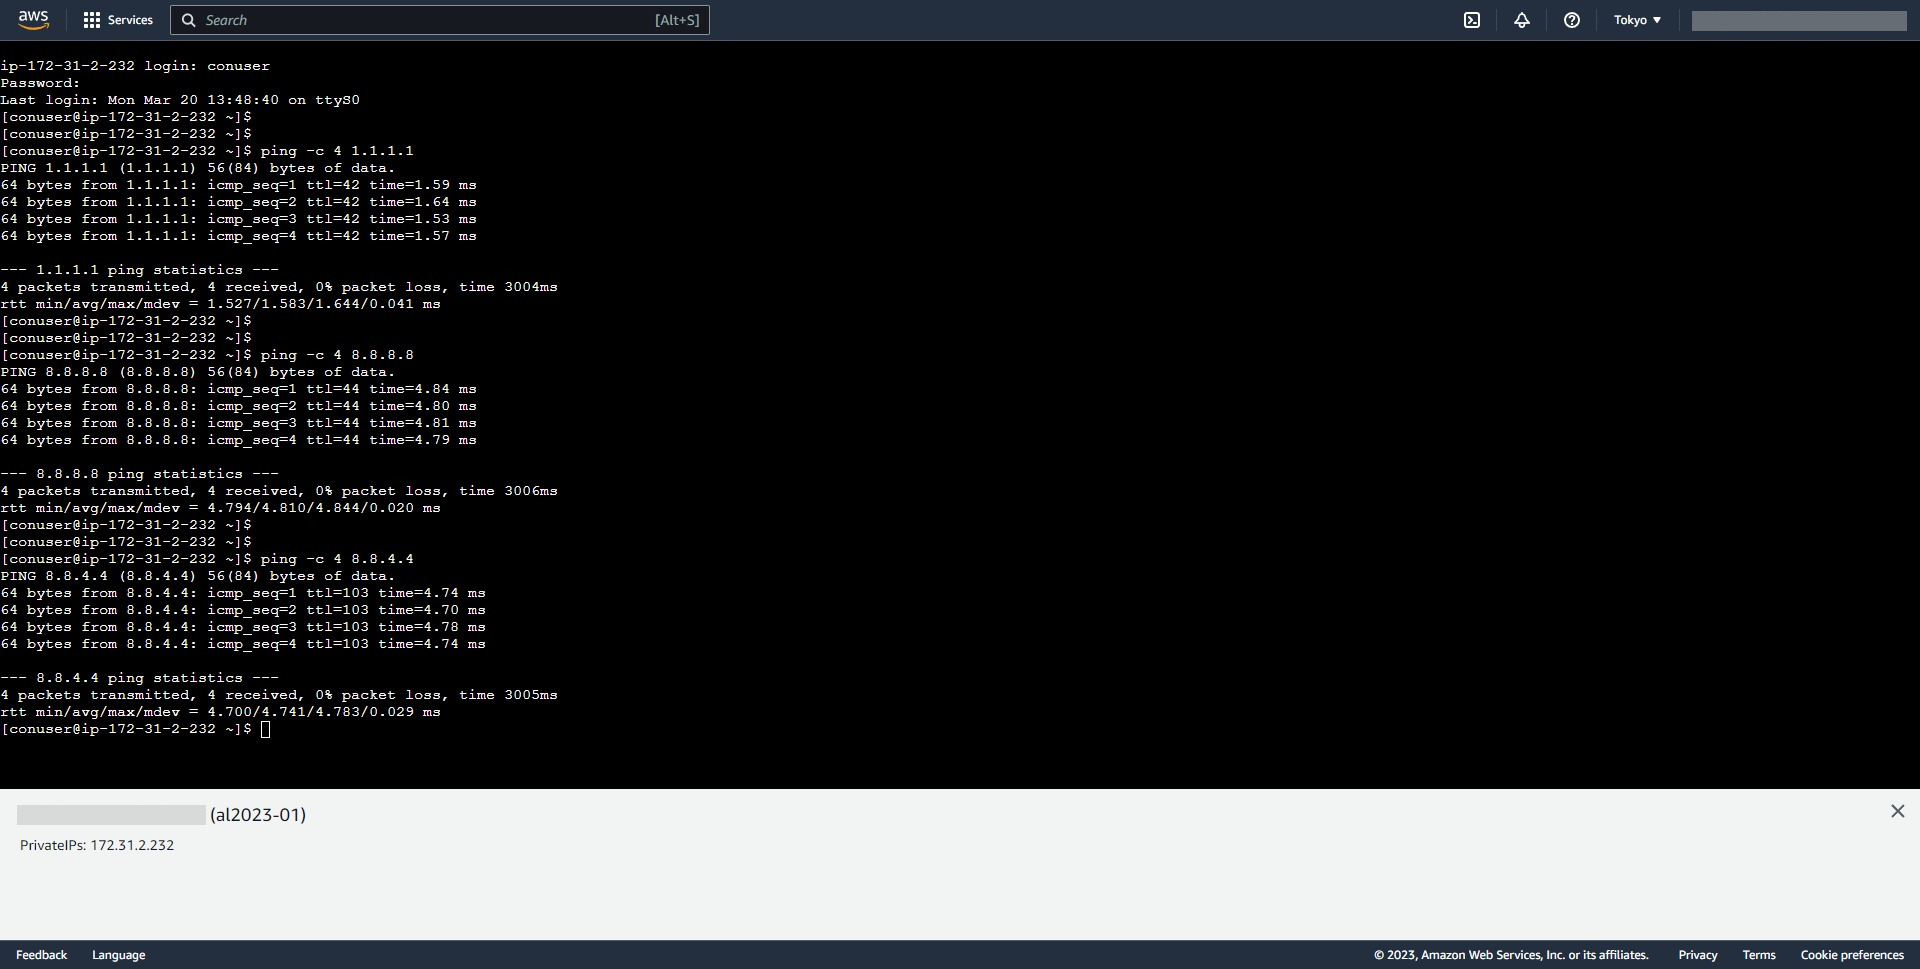 aws Services Search [Alt+S] Tokyo ▼
ip-172-31-2-232 login: conuser
Password:
Last login: Mon Mar 20 13:48:40 on ttyS0
[conuser@ip-172-31-2-232 ~]$
[conuser@ip-172-31-2-232 ~]$
[conuser@ip-172-31-2-232 ~]$ ping -c 4 1.1.1.1
PING 1.1.1.1 (1.1.1.1) 56(84) bytes of data.
64 bytes from 1.1.1.1: icmp_seq=1 ttl=42 time=1.59 ms
64 bytes from 1.1.1.1: icmp_seq=2 ttl=42 time=1.64 ms
64 bytes from 1.1.1.1: icmp_seq=3 ttl=42 time=1.53 ms
64 bytes from 1.1.1.1: icmp_seq=4 ttl=42 time=1.57 ms
--- 1.1.1.1 ping statistics ---
4 packets transmitted, 4 received, 0% packet loss, time 3004ms
rtt min/avg/max/mdev = 1.527/1.583/1.644/0.041 ms
[conuser@ip-172-31-2-232 ~]$
[conuser@ip-172-31-2-232 ~]$
[conuser@ip-172-31-2-232 ~]$ ping -c 4 8.8.8.8
PING 8.8.8.8 (8.8.8.8) 56(84) bytes of data.
64 bytes from 8.8.8.8: icmp_seq=1 ttl=44 time=4.84 ms
64 bytes from 8.8.8.8: icmp_seq=2 ttl=44 time=4.80 ms
64 bytes from 8.8.8.8: icmp_seq=3 ttl=44 time=4.81 ms
64 bytes from 8.8.8.8: icmp_seq=4 ttl=44 time=4.79 ms
--- 8.8.8.8 ping statistics ---
4 packets transmitted, 4 received, 0% packet loss, time 3006ms
rtt min/avg/max/mdev = 4.794/4.810/4.844/0.020 ms
[conuser@ip-172-31-2-232 ~]$
[conuser@ip-172-31-2-232 ~]$
[conuser@ip-172-31-2-232 ~]$ ping -c 4 8.8.4.4
PING 8.8.4.4 (8.8.4.4) 56(84) bytes of data.
64 bytes from 8.8.4.4: icmp_seq=1 ttl=103 time=4.74 ms
64 bytes from 8.8.4.4: icmp_seq=2 ttl=103 time=4.70 ms
64 bytes from 8.8.4.4: icmp_seq=3 ttl=103 time=4.78 ms
64 bytes from 8.8.4.4: icmp_seq=4 ttl=103 time=4.74 ms
--- 8.8.4.4 ping statistics ---
4 packets transmitted, 4 received, 0% packet loss, time 3005ms
rtt min/avg/max/mdev = 4.700/4.741/4.783/0.029 ms
[conuser@ip-172-31-2-232 ~]$
(al2023-01)
PrivateIPs: 172.31.2.232
Feedback Language © 2023, Amazon Web Services, Inc. or its affiliates. Privacy Terms Cookie preferences